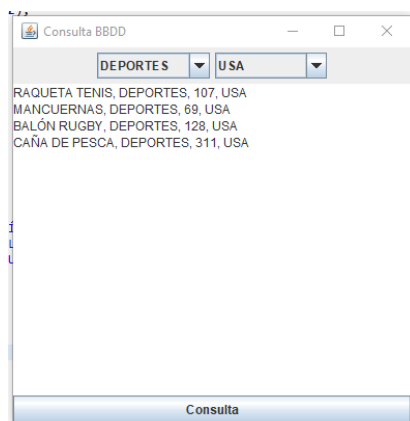 Consulta BBDD
DEPORTES USA
RAQUETA TENIS, DEPORTES, 107, USA
MANCUERNAS, DEPORTES, 69, USA
BALÓN RUGBY, DEPORTES, 128, USA
CAÑA DE PESCA, DEPORTES, 311, USA
Consulta